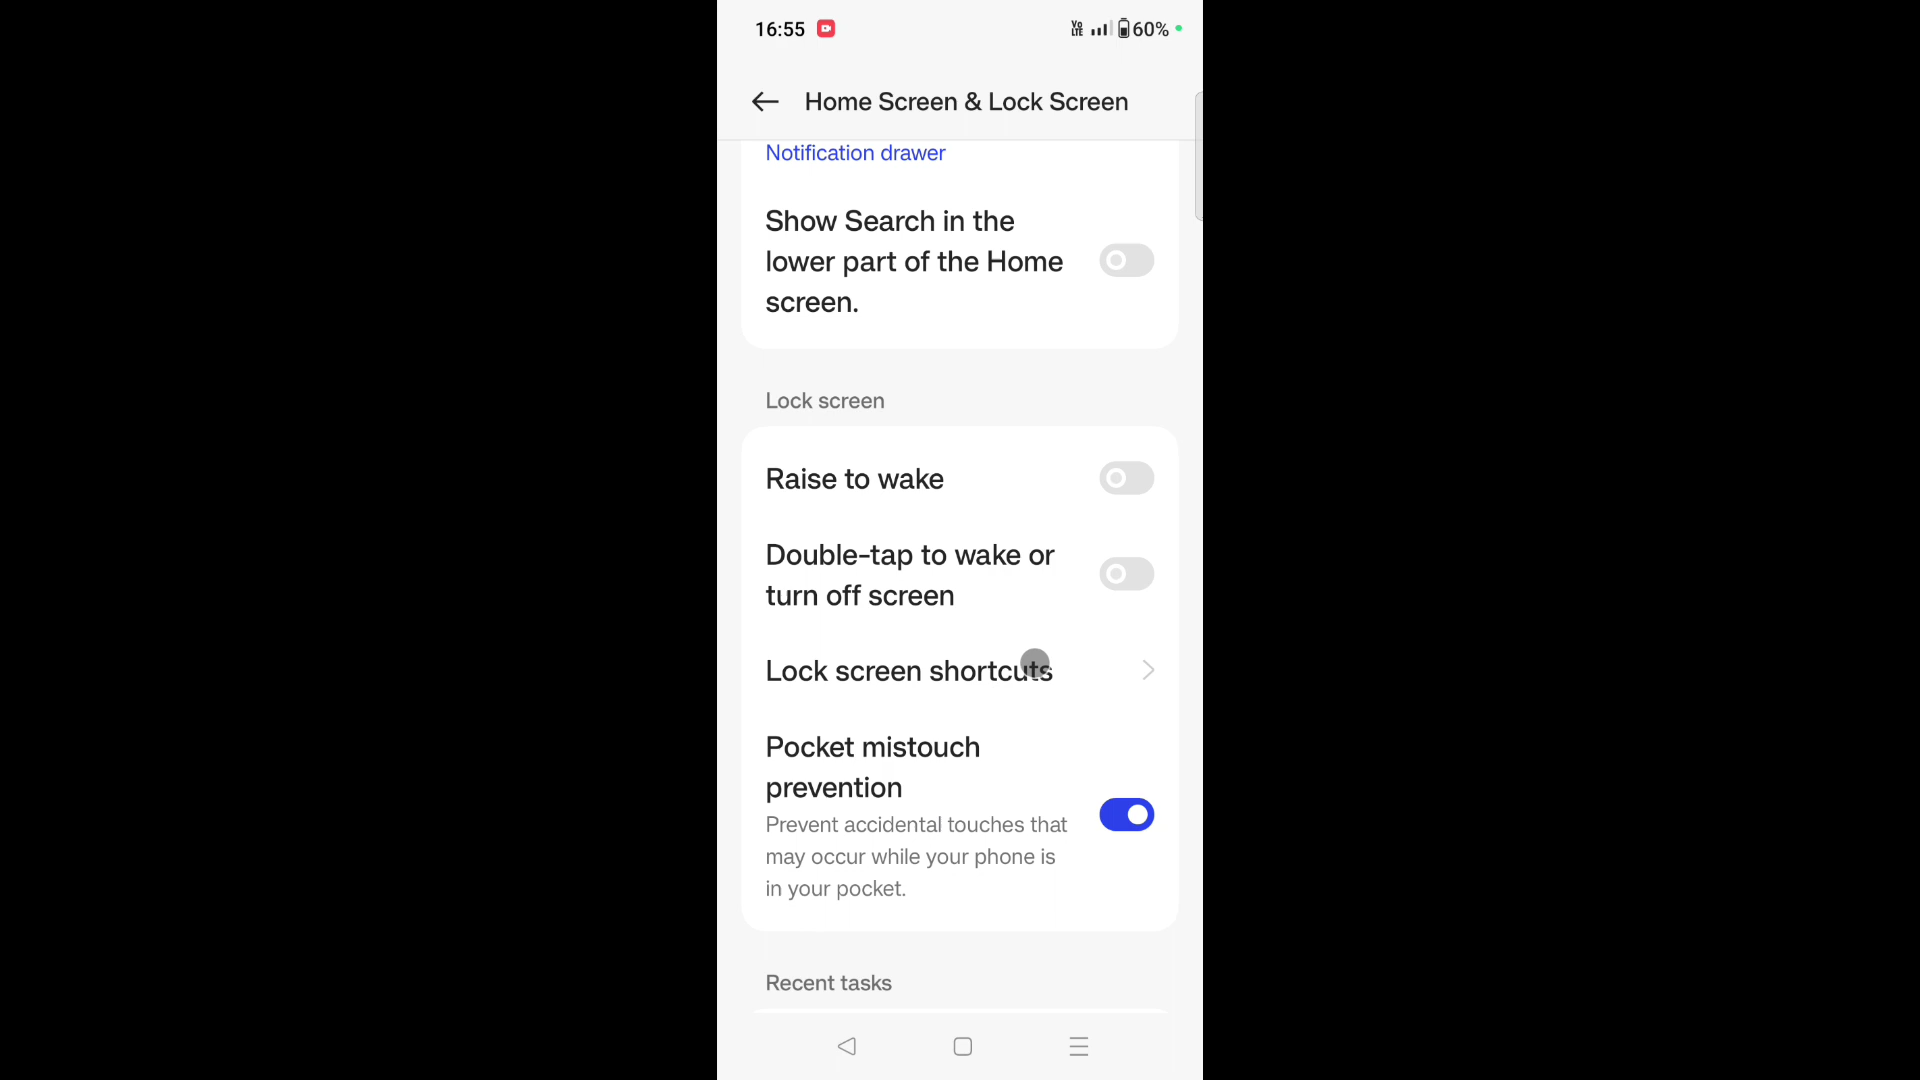 16:55
Vo LTE 60%
Home Screen & Lock Screen
Notification drawer
Show Search in the
lower part of the Home
screen.
Lock screen
Raise to wake
Double-tap to wake or
turn off screen
Lock screen shortcuts
Pocket mistouch
prevention
Prevent accidental touches that
may occur while your phone is
in your pocket.
Recent tasks